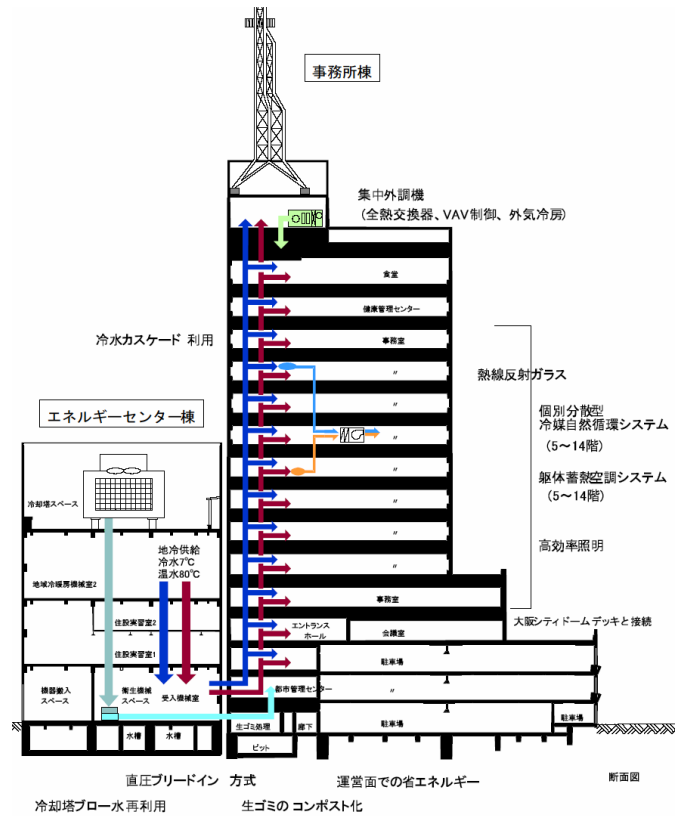 事務所棟
集中外調機
(全熱交換器、VAV制御、外気冷房)
食堂
健康管理センター
冷水カスケード 利用
事務室
〃
熱線反射ガラス
〃
個別分散型
冷媒自然循環システム
(5～14階)
エネルギーセンター棟
〃
〃
躯体蓄熱空調システム
(5～14階)
冷却塔スペース
〃
〃
高効率照明
地冷供給
冷水7℃
温水80℃
〃
地域冷暖房機械室2
事務室
大阪シティドームデッキと接続
住設実習室2
エントランス
ホール
会議室
住設実習室1
駐車場
機器搬入
スペース
衛生機械
スペース
受入機械室
都市管理センター
〃
生ゴミ処理
廊下
駐車場
駐車場
水槽
水槽
ピット
直圧ブリードイン 方式
運営面での省エネルギー
断面図
冷却塔ブロー水再利用
生ゴミの コンポスト化